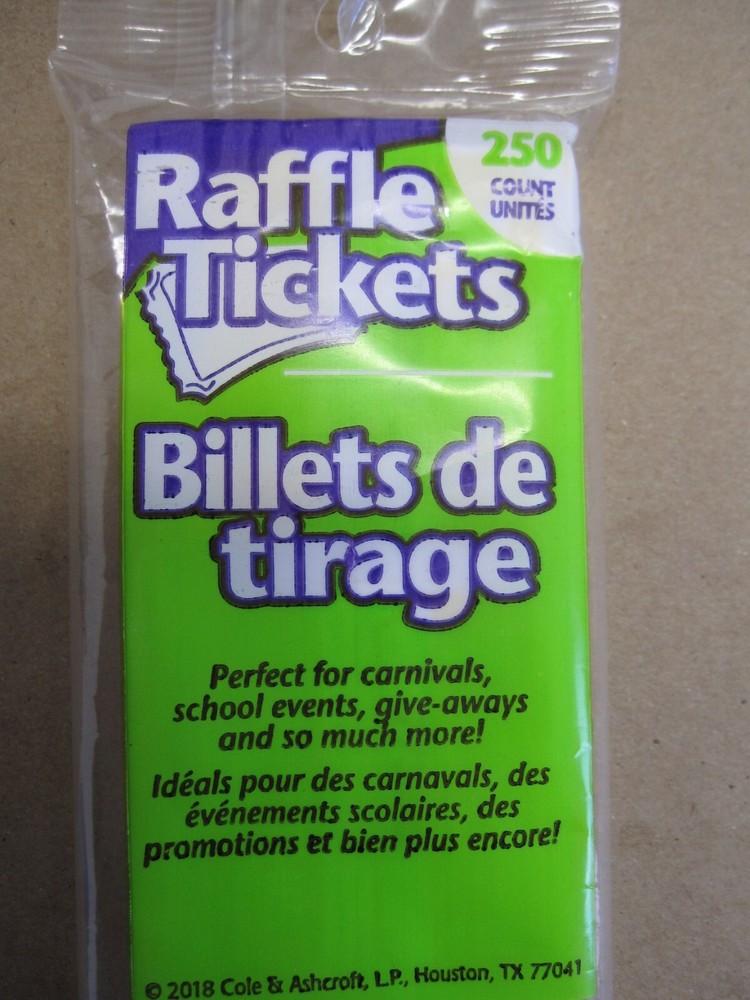 250
COUNT
UNITÉS
Raffle
Tickets
Billets de
tirage
Perfect for carnivals,
school events, give-aways
and so much more!
Idéals pour des carnavals, des
événements scolaires, des
promotions et bien plus encore!
© 2018 Cole & Ashcroft, L.P., Houston, TX 77041